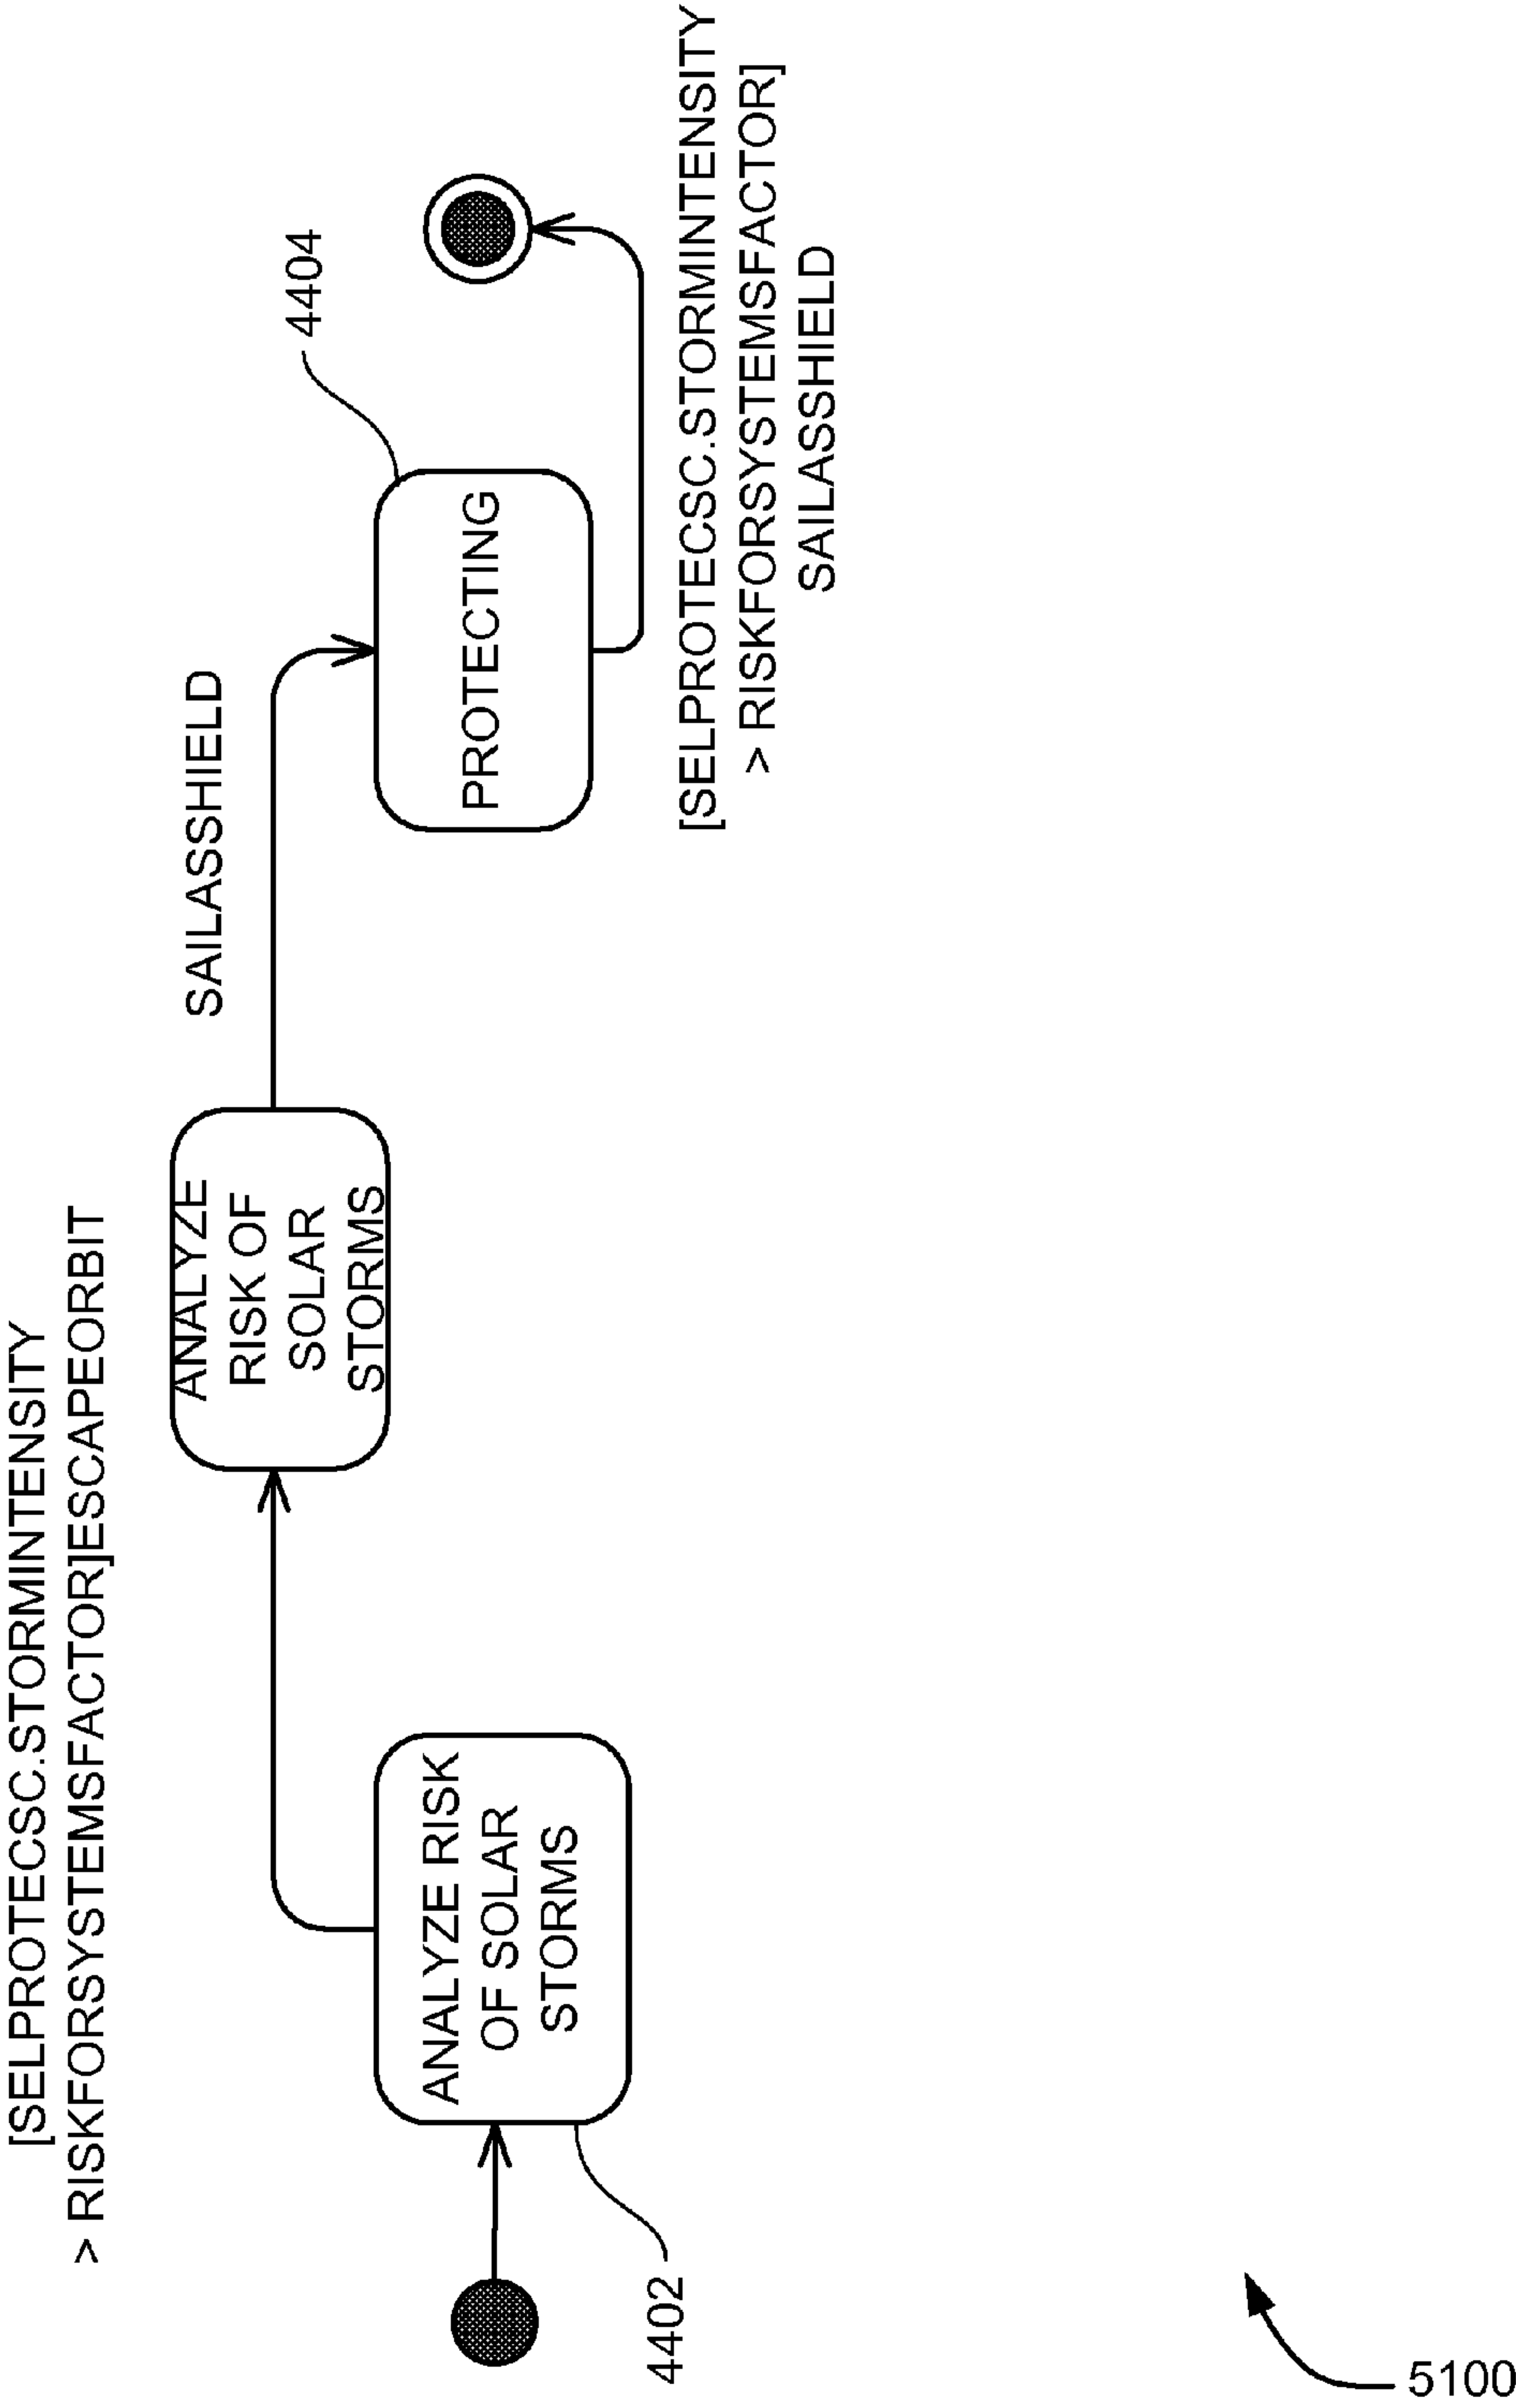 [SELPROTECSC.STORMINTENSITY
> RISKFORSYSTEMSFACTOR]ESCAPEORBIT
ANALYZE RISK
OF SOLAR
STORMS
4402
ANALYZE
RISK OF
SOLAR
STORMS
SAILASSHIELD
4404
PROTECTING
[SELPROTECSC.STORMINTENSITY
> RISKFORSYSTEMSFACTOR]
SAILASSHIELD
5100